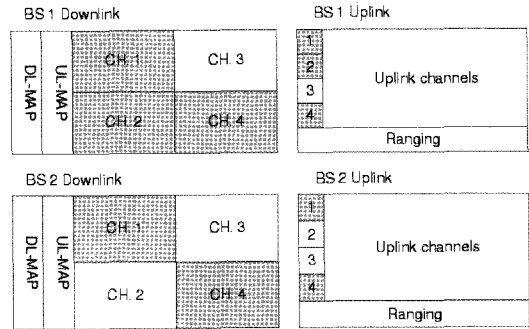 BS 1 Downlink
BS 1 Uplink
DL-MAP
UL-MAP
CH. 1
CH. 3
CH. 2
CH. 4
1
2
3
4
Uplink channels
Ranging
BS 2 Downlink
BS 2 Uplink
DL-MAP
UL-MAP
CH. 1
CH. 3
CH. 2
CH. 4
1
2
3
4
Uplink channels
Ranging